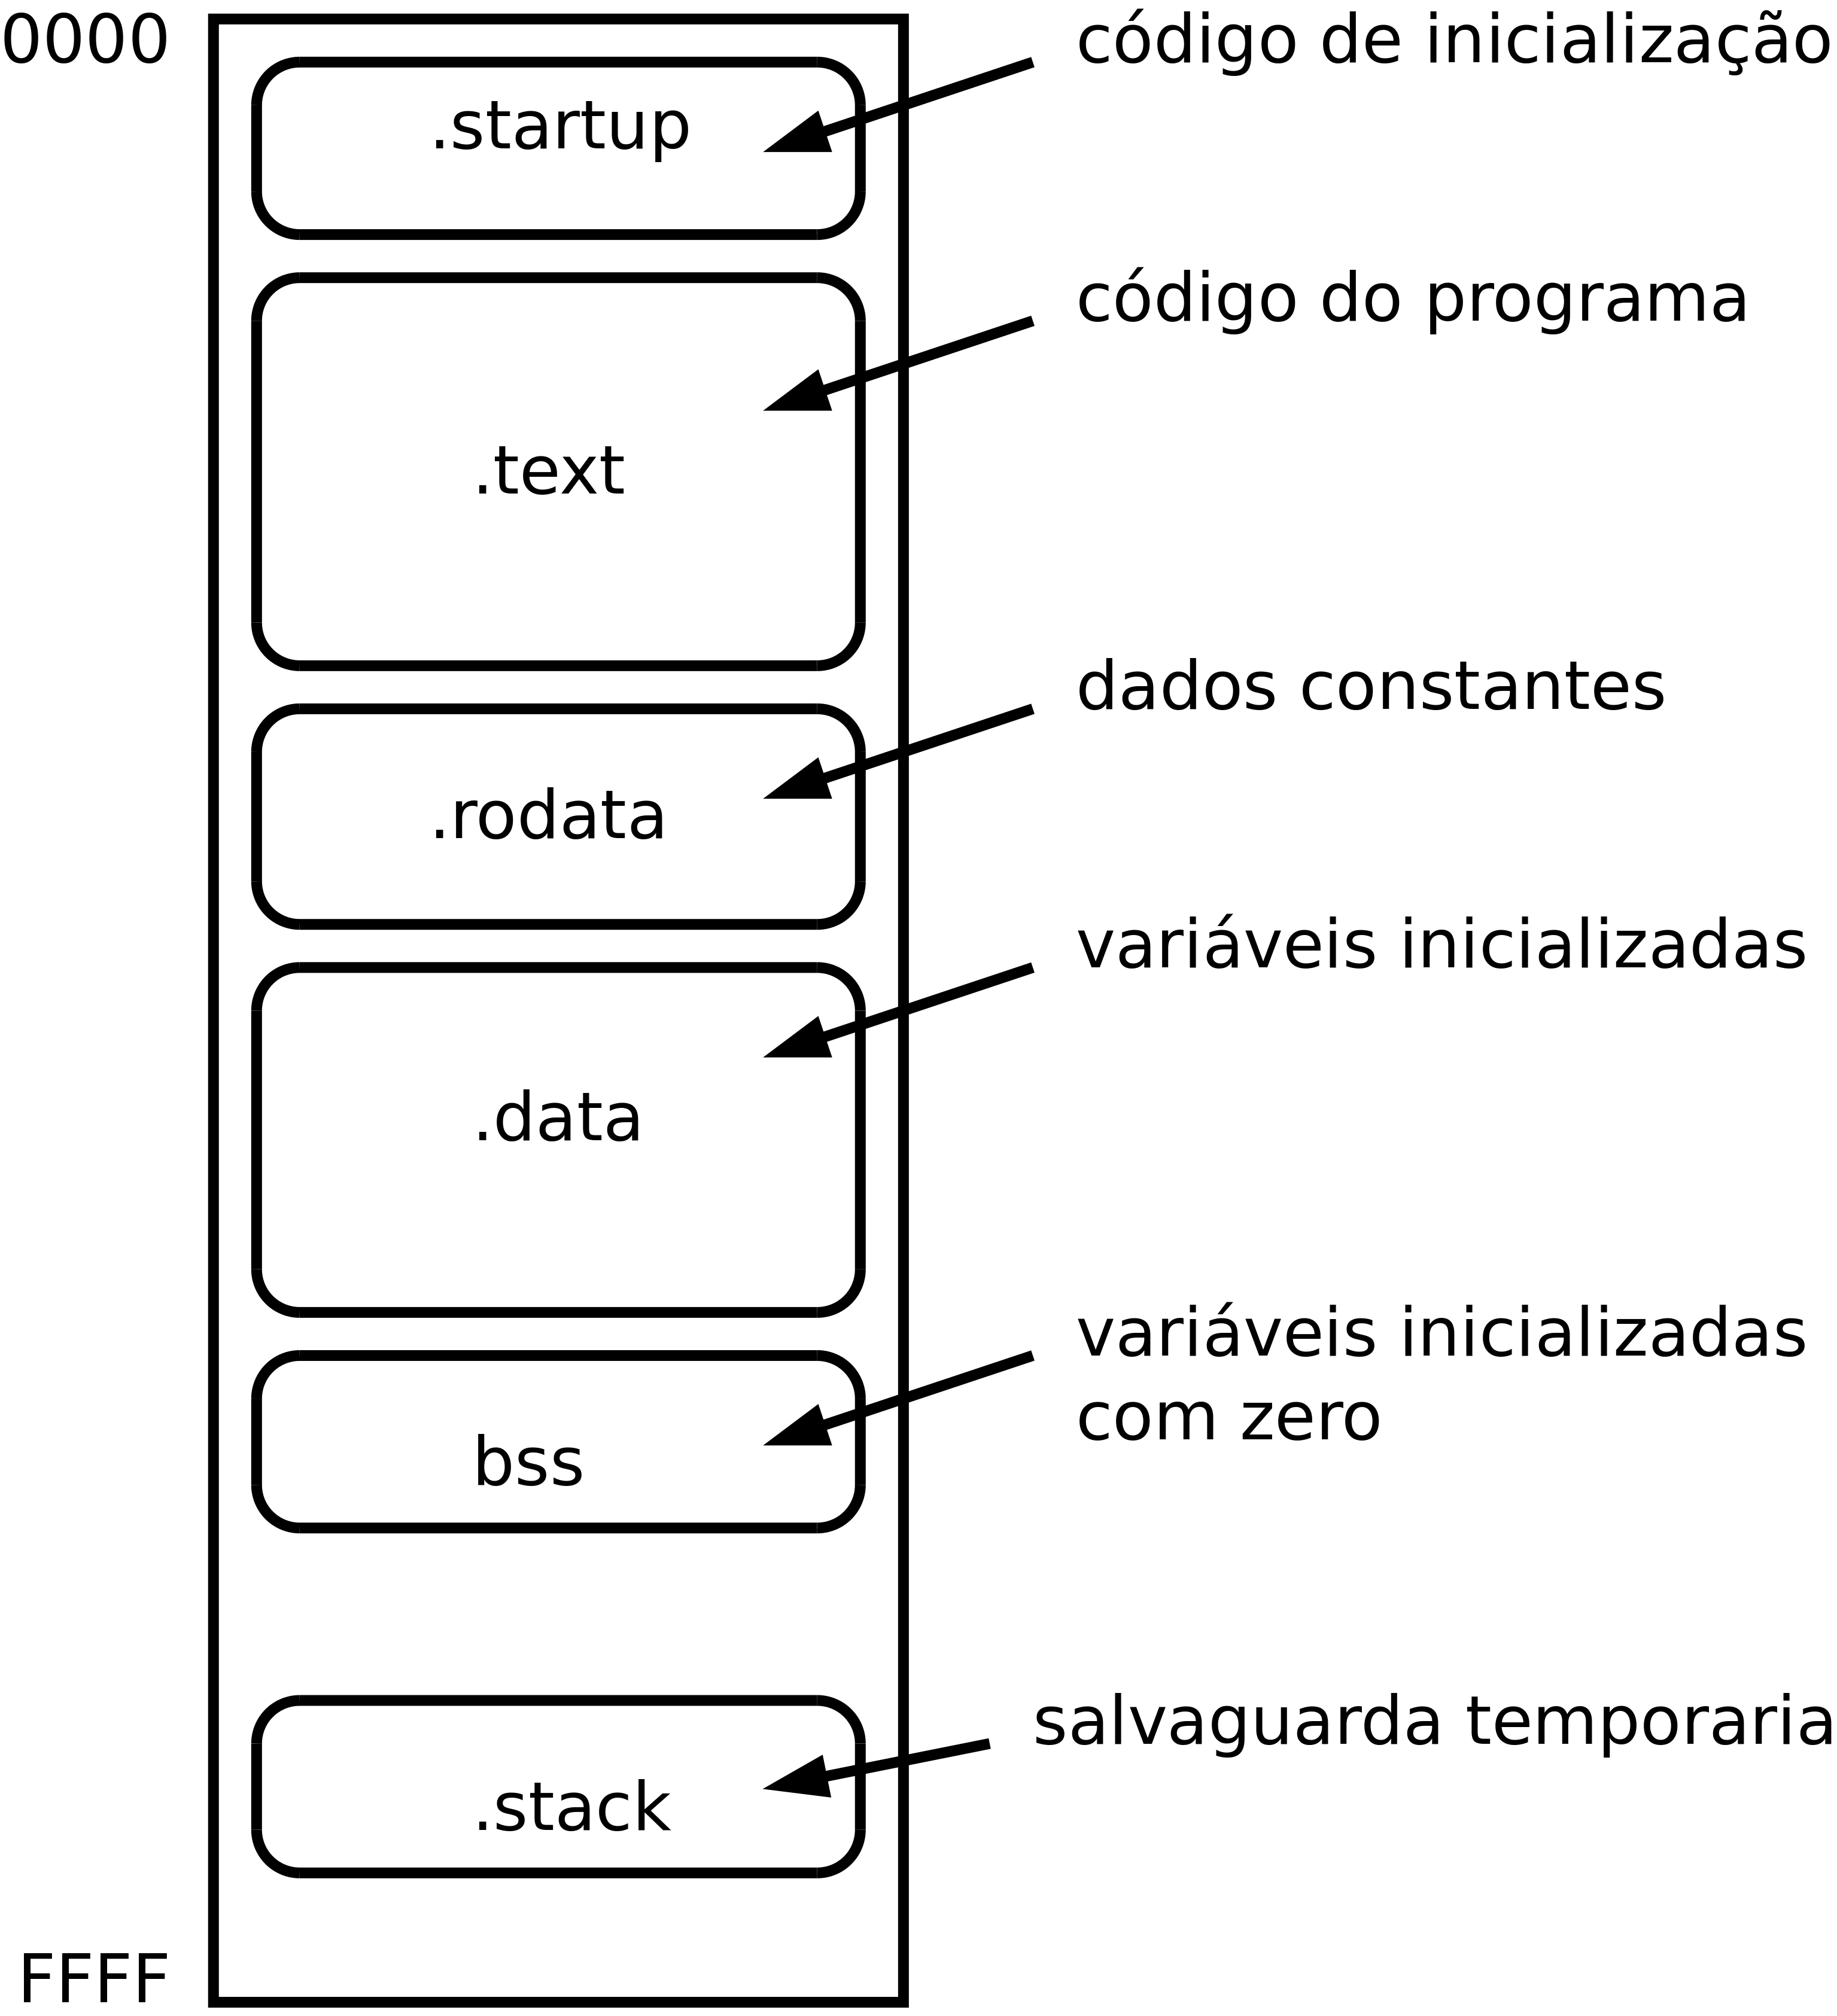 0000
código de inicialização
.startup
código do programa
.text
dados constantes
.rodata
variáveis inicializadas
.data
variáveis inicializadas
com zero
bss
salvaguarda temporaria
.stack
FFFF